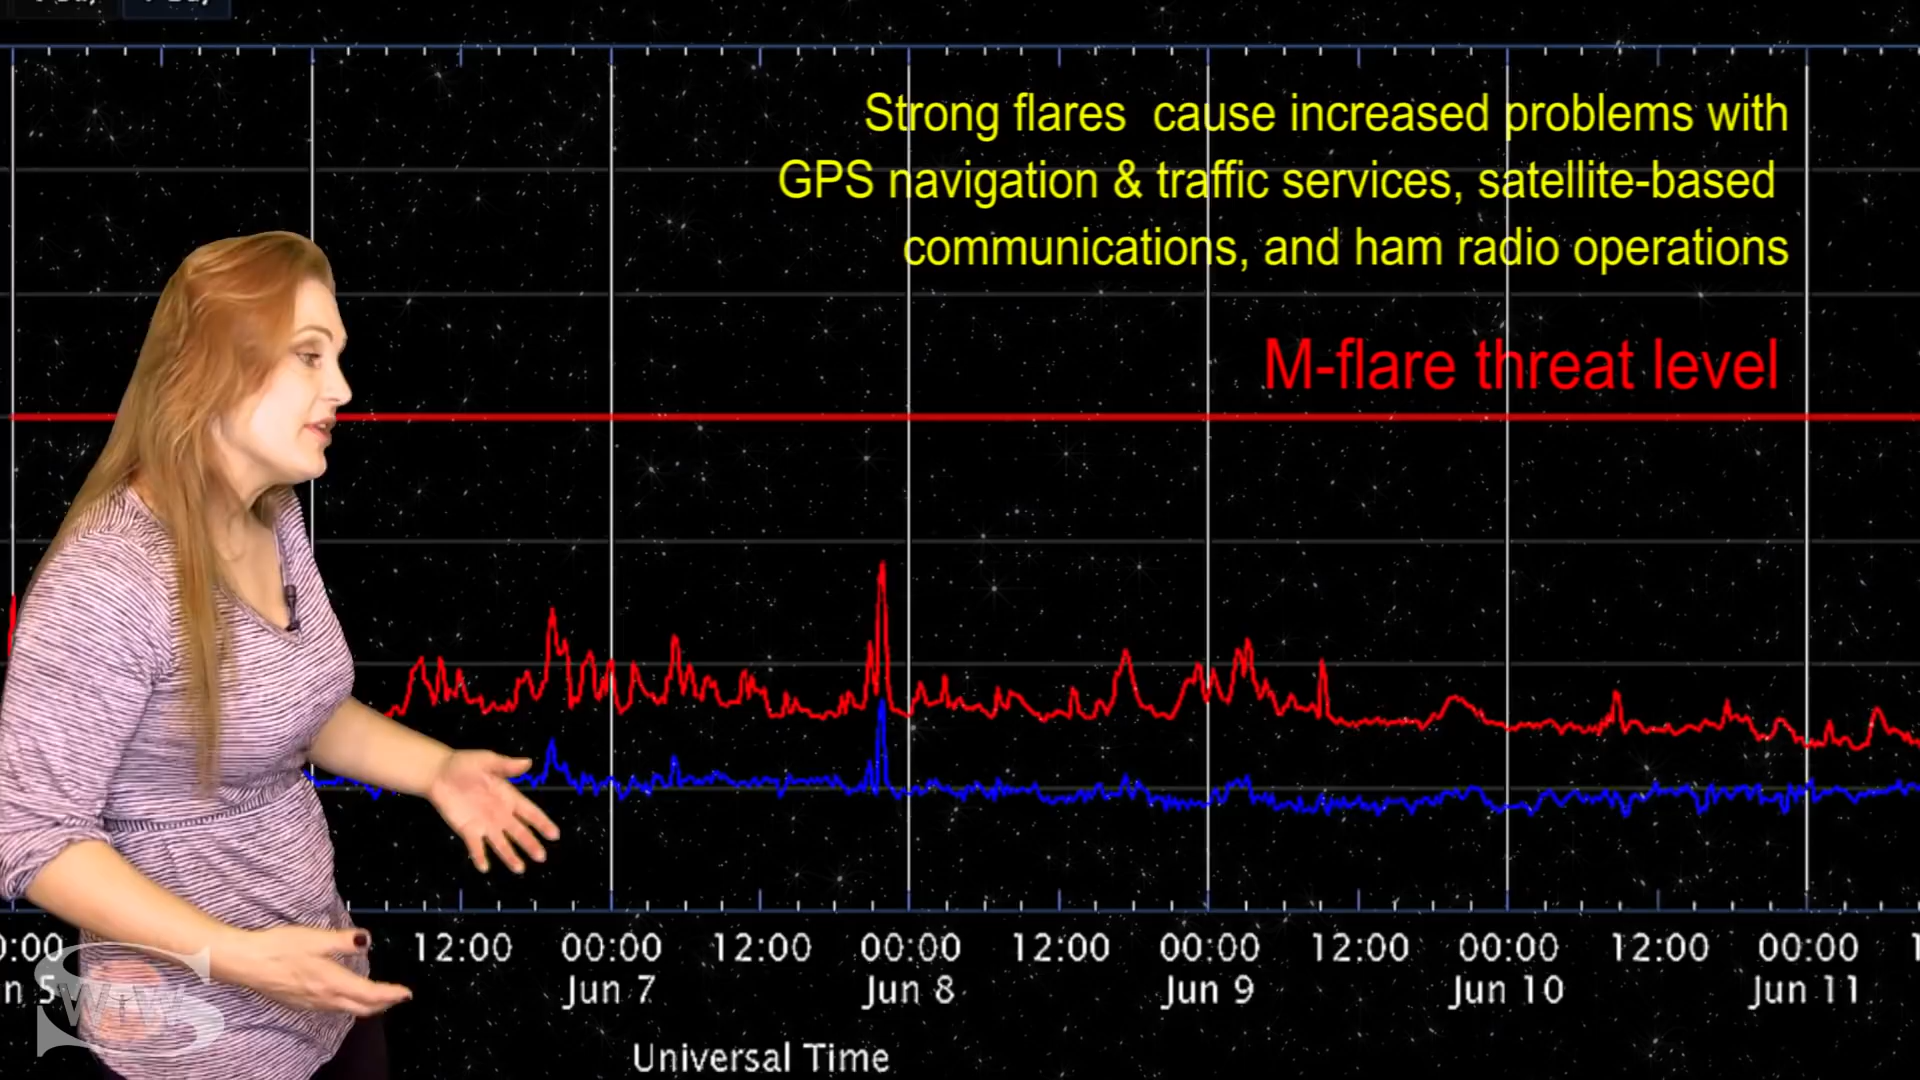 Strong flares  cause increased problems with
GPS navigation & traffic services, satellite-based
communications, and ham radio operations
M-flare threat level
12:00 00:00 12:00 00:00 12:00 00:00 12:00 00:00 12:00 00:00
Jun 7 Jun 8 Jun 9 Jun 10 Jun 11
Universal Time